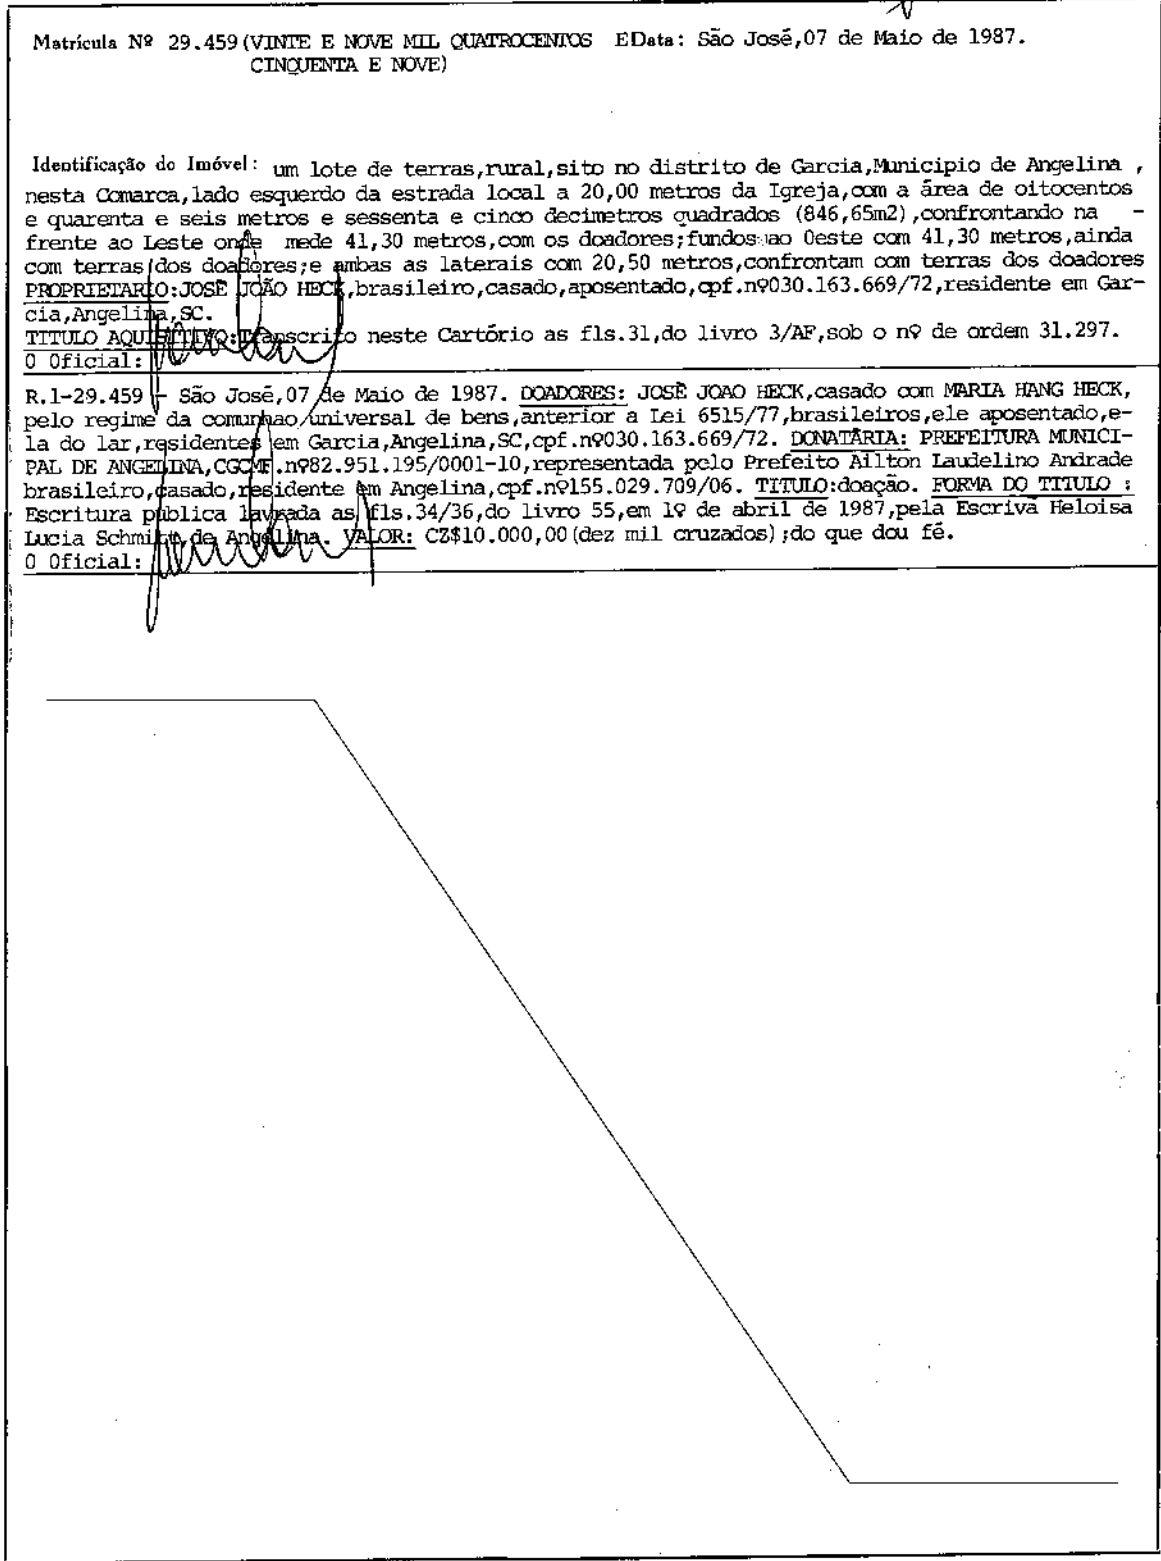 Matrícula Nº 29.459(VINTE E NOVE MIL QUATROCENTOS EData: São José,07 de Maio de 1987.
CINQUENTA E NOVE)
Identificação do Imóvel: um lote de terras,rural,sito no distrito de Garcia,Municipio de Angelina ,
nesta Comarca,lado esquerdo da estrada local a 20,00 metros da Igreja,com a área de oitocentos
e quarenta e seis metros e sessenta e cinco decimetros quadrados (846,65m2),confrontando na -
frente ao Leste onde mede 41,30 metros,com os doadores;fundos ao Oeste com 41,30 metros,ainda
com terras dos doadores;e ambas as laterais com 20,50 metros,confrontam com terras dos doadores
PROPRIETARIO:JOSÉ JOÃO HECK,brasileiro,casado,aposentado,cpf.nº030.163.669/72,residente em Gar-
cia,Angelina,SC.
TITULO AQUISITIVO:Transcrito neste Cartório as fls.31,do livro 3/AF,sob o nº de ordem 31.297.
O Oficial:
R.1-29.459 - São José,07 de Maio de 1987. DOADORES: JOSÉ JOAO HECK,casado com MARIA HANG HECK,
pelo regime da comunhao universal de bens,anterior a Lei 6515/77,brasileiros,ele aposentado,e-
la do lar,residentes em Garcia,Angelina,SC,cpf.nº030.163.669/72. DONATÁRIA: PREFEITURA MUNICI-
PAL DE ANGELINA,CGCMF.nº82.951.195/0001-10,representada pelo Prefeito Ailton Laudelino Andrade
brasileiro,casado,residente em Angelina,cpf.nº155.029.709/06. TITULO:doação. FORMA DO TITULO :
Escritura pública lavrada as fls.34/36,do livro 55,em 1º de abril de 1987,pela Escrivã Heloisa
Lucia Schmitt,de Angelina. VALOR: CZ$10.000,00(dez mil cruzados);do que dou fé.
O Oficial: